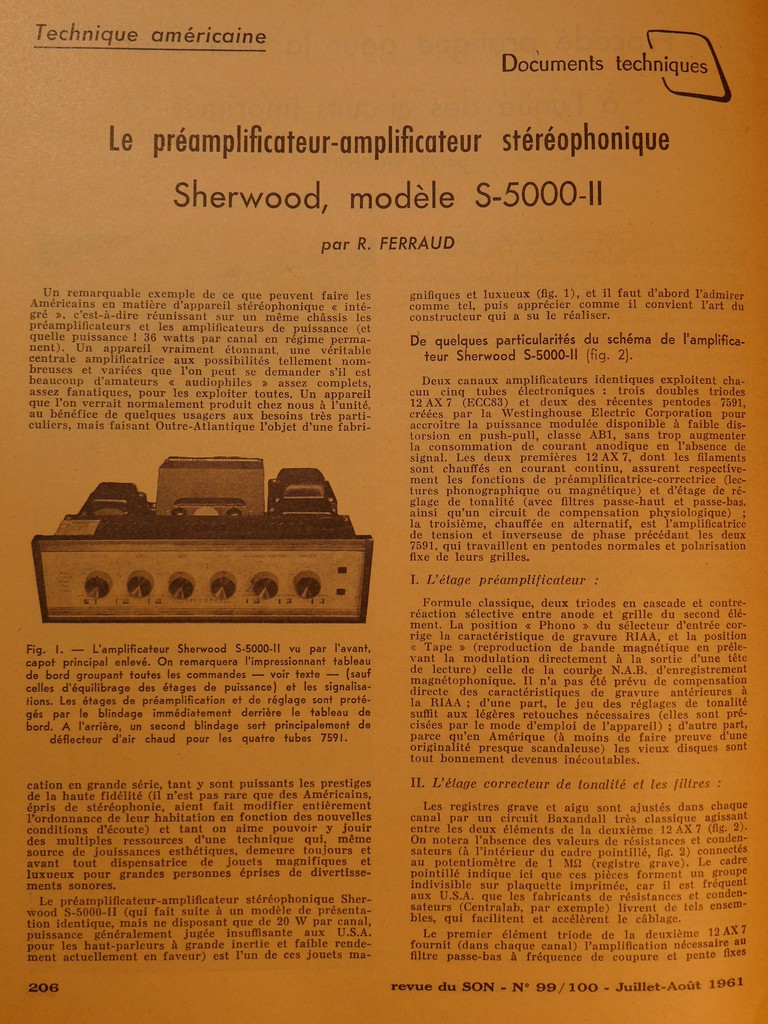 Technique américaine
Documents techniques
Le préamplificateur-amplificateur stéréophonique
Sherwood, modèle S-5000-II
par R. FERRAUD
Un remarquable exemple de ce que peuvent faire les
Américains en matière d'appareil stéréophonique « inté-
gré », c'est-à-dire réunissant sur un même châssis les
préamplificateurs et les amplificateurs de puissance (et
quelle puissance ! 36 watts par canal en régime perma-
nent). Un appareil vraiment étonnant, une véritable
centrale amplificatrice aux possibilités tellement nom-
breuses et variées que l'on peut se demander s'il est
beaucoup d'amateurs « audiophiles » assez complets,
assez fanatiques, pour les exploiter toutes. Un appareil
que l'on verrait normalement produit chez nous à l'unité,
au bénéfice de quelques usagers aux besoins très parti-
culiers, mais faisant Outre-Atlantique l'objet d'une fabri-
Fig. 1. — L'amplificateur Sherwood S-5000-II vu par l'avant,
capot principal enlevé. On remarquera l'impressionnant tableau
de bord groupant toutes les commandes — voir texte — (sauf
celles d'équilibrage des étages de puissance) et les signalisa-
tions. Les étages de préamplification et de réglage sont proté-
gés par le blindage immédiatement derrière le tableau de
bord. A l'arrière, un second blindage sert principalement de
déflecteur d'air chaud pour les quatre tubes 7591.
cation en grande série, tant y sont puissants les prestiges
de la haute fidélité (il n'est pas rare que des Américains,
épris de stéréophonie, aient fait modifier entièrement
l'ordonnance de leur habitation en fonction des nouvelles
conditions d'écoute) et tant on aime pouvoir y jouir
des multiples ressources d'une technique qui, même
source de jouissances esthétiques, demeure toujours et
avant tout dispensatrice de jouets magnifiques et
luxueux pour grandes personnes éprises de divertisse-
ments sonores.
Le préamplificateur-amplificateur stéréophonique Sher-
wood S-5000-II (qui fait suite à un modèle de présenta-
tion identique, mais ne disposant que de 20 W par canal,
puissance généralement jugée insuffisante aux U.S.A.
pour les haut-parleurs à grande inertie et faible rende-
ment actuellement en faveur) est l'un de ces jouets ma-
gnifiques et luxueux (fig. 1), et il faut d'abord l'admirer
comme tel, puis apprécier comme il convient l'art du
constructeur qui a su le réaliser.
De quelques particularités du schéma de l'amplifica-
teur Sherwood S-5000-II (fig. 2).
Deux canaux amplificateurs identiques exploitent cha-
cun cinq tubes électroniques : trois doubles triodes
12 AX 7 (ECC83) et deux des récentes pentodes 7591,
créées par la Westinghouse Electric Corporation pour
accroître la puissance modulée disponible à faible dis-
torsion en push-pull, classe AB1, sans trop augmenter
la consommation de courant anodique en l'absence de
signal. Les deux premières 12 AX 7, dont les filaments
sont chauffés en courant continu, assurent respective-
ment les fonctions de préamplificatrice-correctrice (lec-
tures phonographique ou magnétique) et d'étage de ré-
glage de tonalité (avec filtres passe-haut et passe-bas,
ainsi qu'un circuit de compensation physiologique) ;
la troisième, chauffée en alternatif, est l'amplificatrice
de tension et inverseuse de phase précédant les deux
7591, qui travaillent en pentodes normales et polarisation
fixe de leurs grilles.
I. L'étage préamplificateur :
Formule classique, deux triodes en cascade et contre-
réaction sélective entre anode et grille du second élé-
ment. La position « Phono » du sélecteur d'entrée cor-
rige la caractéristique de gravure RIAA, et la position
« Tape » (reproduction de bande magnétique en préle-
vant la modulation directement à la sortie d'une tête
de lecture) celle de la courbe N.A.B. d'enregistrement
magnétophonique. Il n'a pas été prévu de compensation
directe des caractéristiques de gravure antérieures à
la RIAA ; d'une part, le jeu des réglages de tonalité
suffit aux légères retouches nécessaires (elles sont pré-
cisées par le mode d'emploi de l'appareil) ; d'autre part,
parce qu'en Amérique (à moins de faire preuve d'une
originalité presque scandaleuse) les vieux disques sont
tout bonnement devenus inécoutables.
II. L'étage correcteur de tonalité et les filtres :
Les registres grave et aigu sont ajustés dans chaque
canal par un circuit Baxandall très classique agissant
entre les deux éléments de la deuxième 12 AX 7 (fig. 2).
On notera l'absence des valeurs de résistances et conden-
sateurs (à l'intérieur du cadre pointillé, fig. 2) connectés
au potentiomètre de 1 MΩ (registre grave). Le cadre
pointillé indique ici que ces pièces forment un groupe
indivisible sur plaquette imprimée, car il est fréquent
aux U.S.A. que les fabricants de résistances et conden-
sateurs (Centralab, par exemple) livrent de tels ensem-
bles, qui facilitent et accélèrent le câblage.
Le premier élément triode de la deuxième 12 AX 7
fournit (dans chaque canal) l'amplification nécessaire au
filtre passe-bas à fréquence de coupure et pente fixes
206
revue du SON - N° 99/100 - Juillet-Août 1961